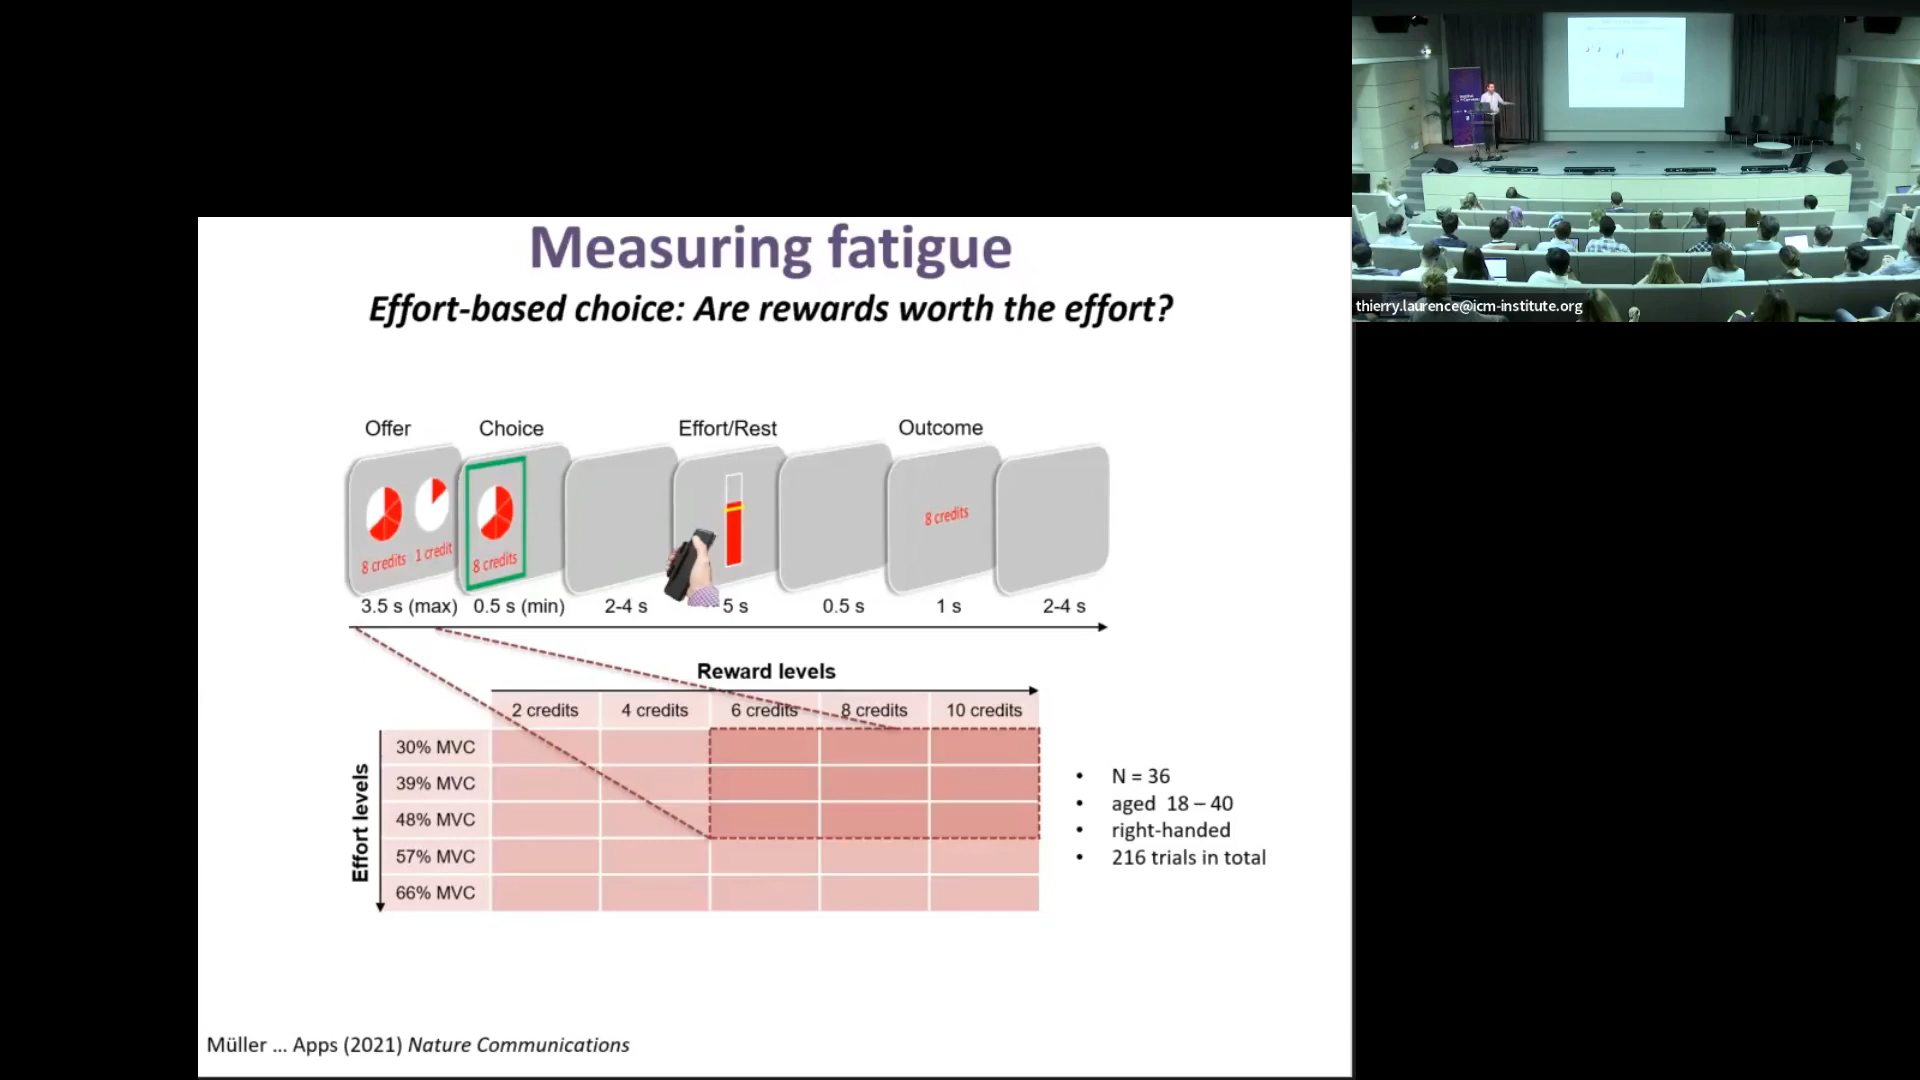 Measuring fatigue
Effort-based choice: Are rewards worth the effort?
Offer
Choice
Effort/Rest
Outcome
8 credits
1 credit
8 credits
8 credits
3.5 s (max)
0.5 s (min)
2-4 s
5 s
0.5 s
1 s
2-4 s
Reward levels
2 credits
4 credits
6 credits
8 credits
10 credits
Effort levels
30% MVC
39% MVC
48% MVC
57% MVC
66% MVC
• N = 36
• aged 18 – 40
• right-handed
• 216 trials in total
Müller ... Apps (2021) Nature Communications
thierry.laurence@icm-institute.org